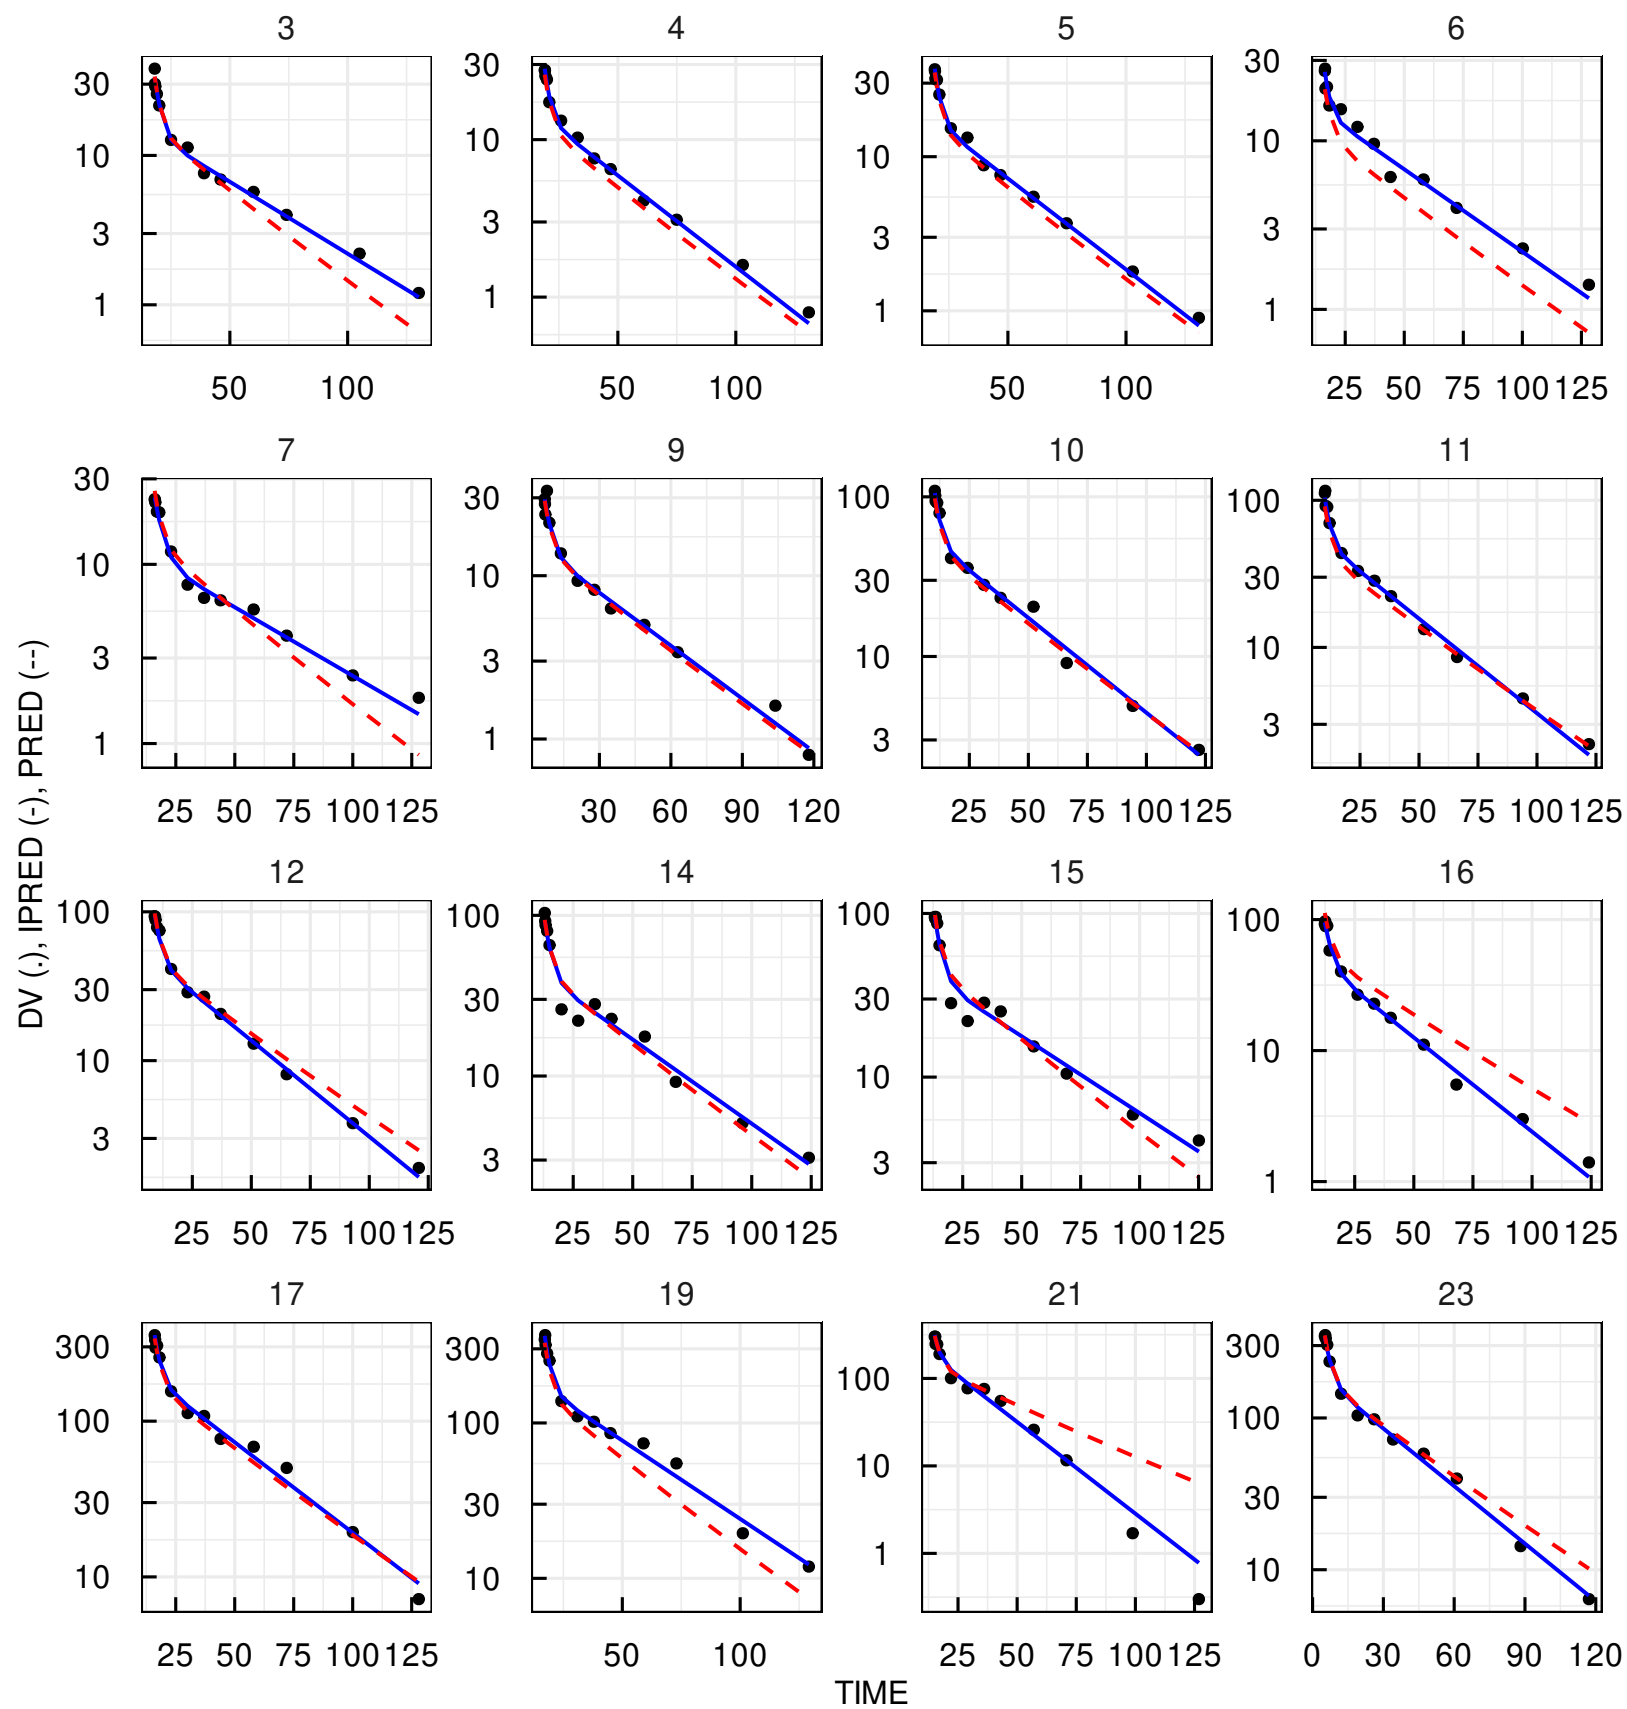 3 4 5 6
30 30 30 30
10 10 10 10
3 3 3 3
1 1 1 1
50 100 50 100 50 100 25 50 75 100 125
7 9 10 11
30 30 100 100
10 10 30 30
3 3 10 10
1 1 3 3
25 50 75 100 125 30 60 90 120 25 50 75 100 125 25 50 75 100 125
DV (.), IPRED (-), PRED (--)
12 14 15 16
100 100 100 100
30 30 30 10
10 10 10 1
3 3 3
25 50 75 100 125 25 50 75 100 125 25 50 75 100 125 25 50 75 100 125
17 19 21 23
300 300 100 300
100 100 10 100
30 30 1 30
10 10 10
25 50 75 100 125 50 100 25 50 75 100 125 0 30 60 90 120
TIME